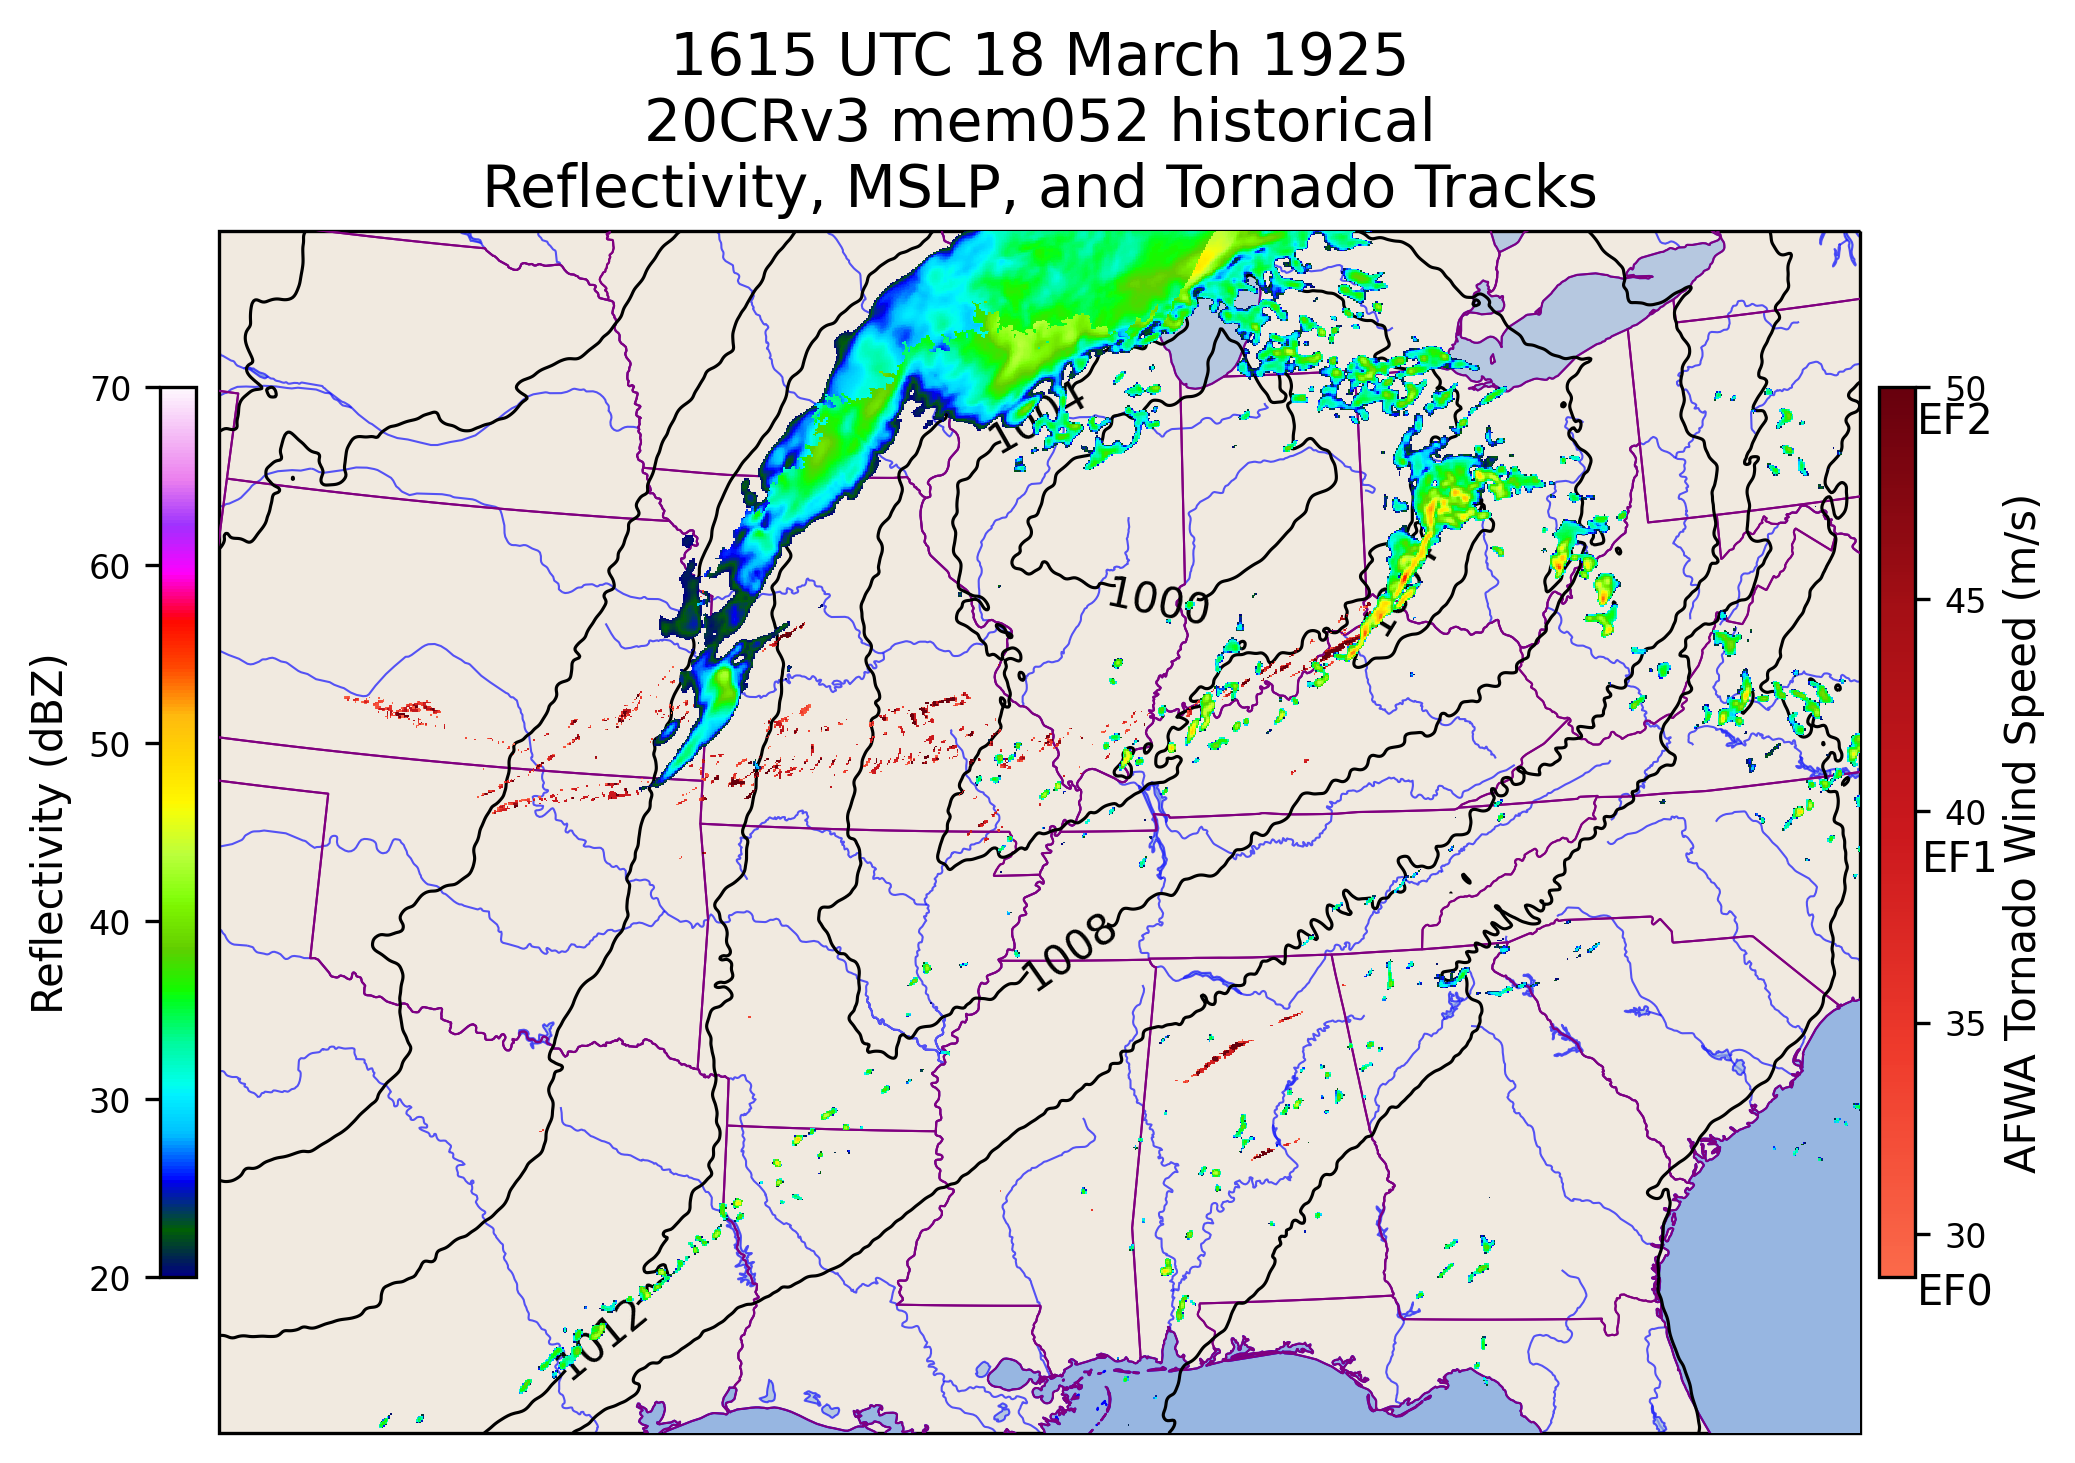 1615 UTC 18 March 1925
20CRv3 mem052 historical
Reflectivity, MSLP, and Tornado Tracks
Reflectivity (dBZ)
70
60
50
40
30
20
1004
1000
1008
1012
50
EF2
45
40
EF1
35
30
EF0
AFWA Tornado Wind Speed (m/s)